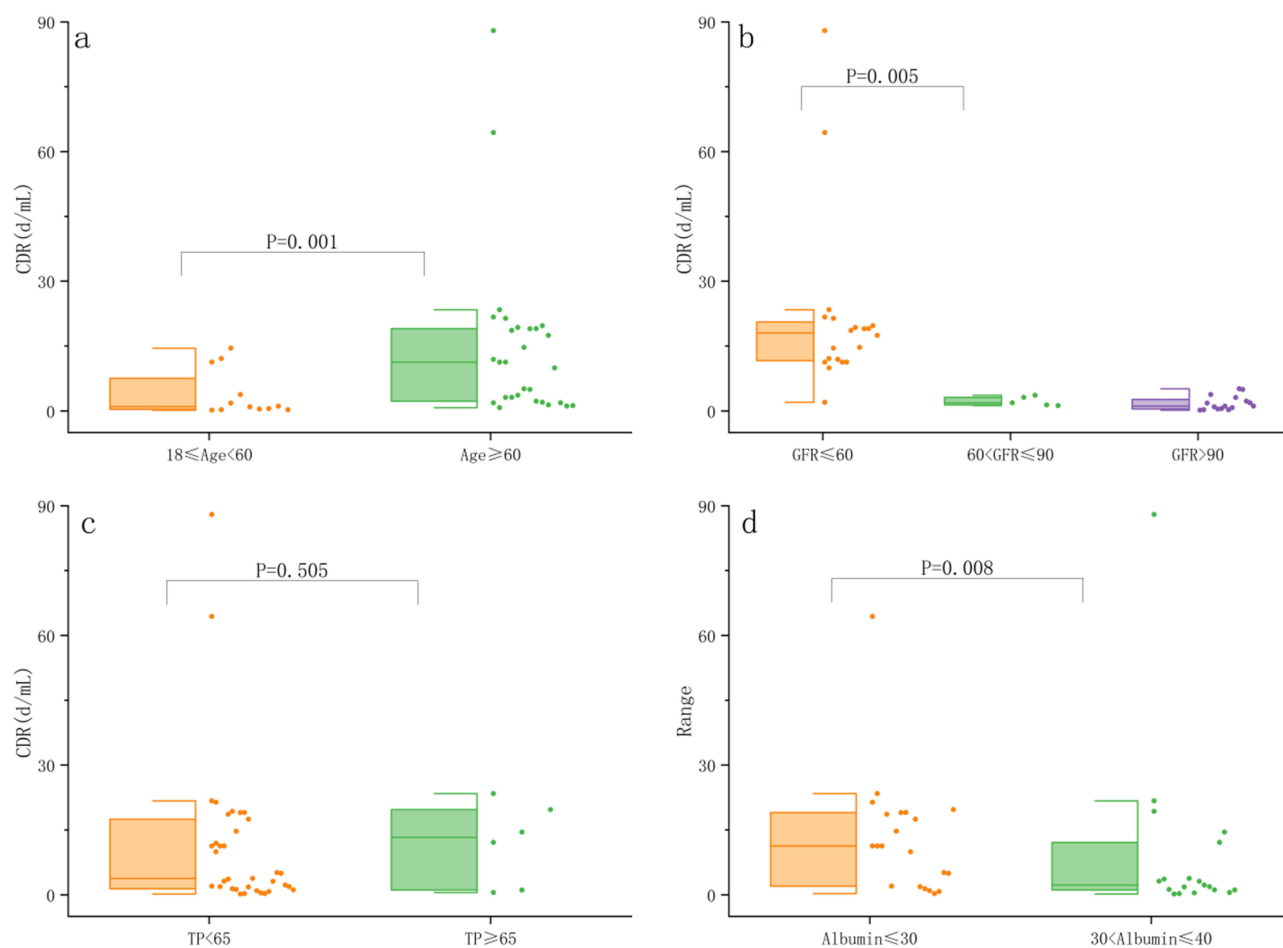 a
90
60
30
0
CDR(d/mL)
P=0.001
18≤Age<60
Age≥60
b
90
60
30
0
CDR(d/mL)
P=0.005
GFR≤60
60<GFR≤90
GFR>90
c
90
60
30
0
CDR(d/mL)
P=0.505
TP<65
TP≥65
d
90
60
30
0
Range
P=0.008
Albumin≤30
30<Albumin≤40